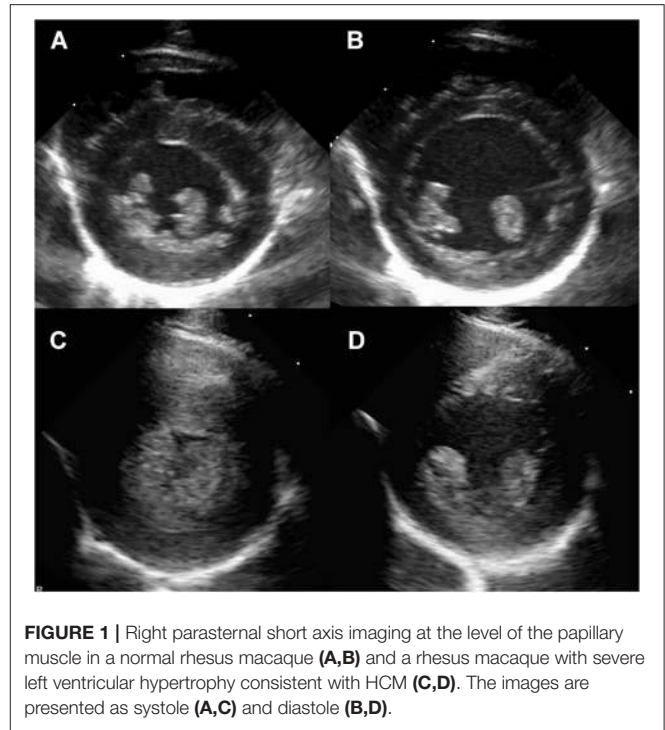 A
B
C
D
FIGURE 1 | Right parasternal short axis imaging at the level of the papillary
muscle in a normal rhesus macaque (A,B) and a rhesus macaque with severe
left ventricular hypertrophy consistent with HCM (C,D). The images are
presented as systole (A,C) and diastole (B,D).